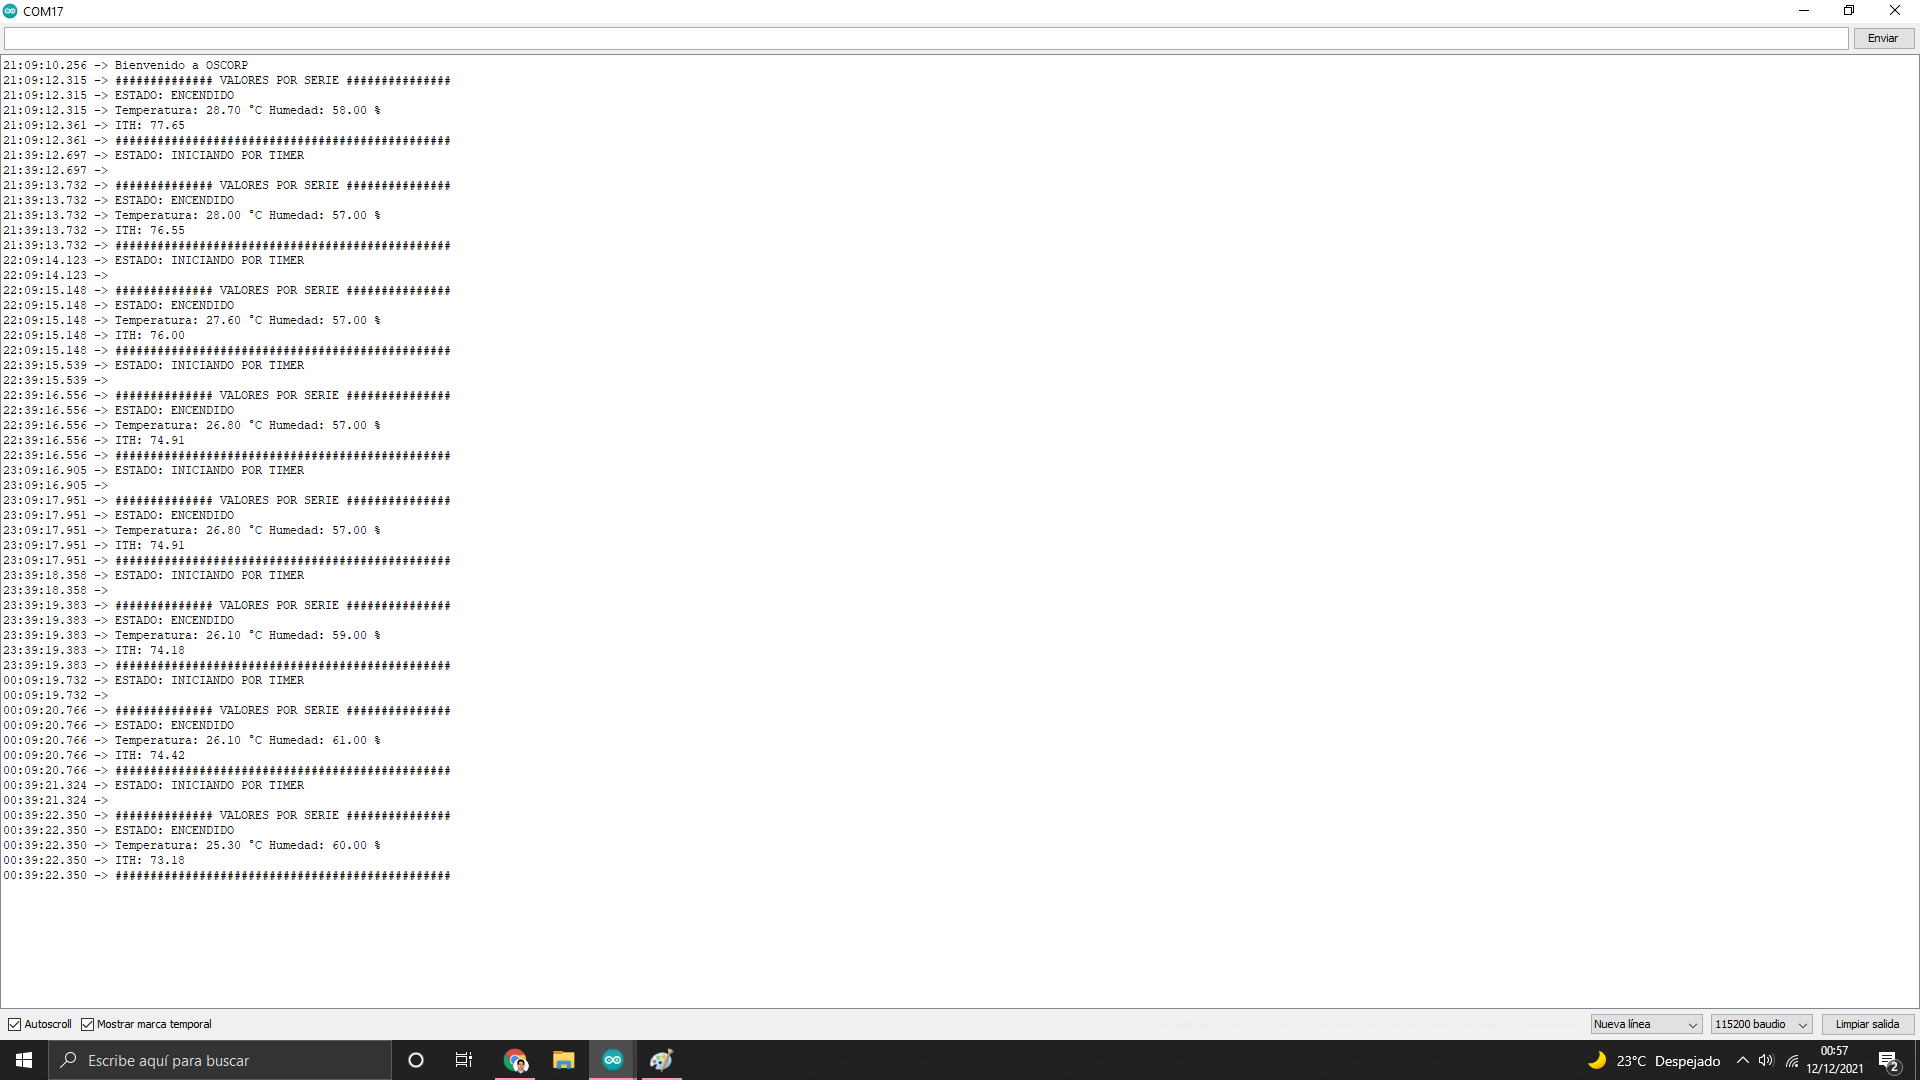 COM17
Enviar
21:09:10.256 -> Bienvenido a OSCORP
21:09:12.315 -> ############## VALORES POR SERIE ###############
21:09:12.315 -> ESTADO: ENCENDIDO
21:09:12.315 -> Temperatura: 28.70 °C Humedad: 58.00 %
21:09:12.361 -> ITH: 77.65
21:09:12.361 -> ################################################
21:39:12.697 -> ESTADO: INICIANDO POR TIMER
21:39:12.697 ->
21:39:13.732 -> ############## VALORES POR SERIE ###############
21:39:13.732 -> ESTADO: ENCENDIDO
21:39:13.732 -> Temperatura: 28.00 °C Humedad: 57.00 %
21:39:13.732 -> ITH: 76.55
21:39:13.732 -> ################################################
22:09:14.123 -> ESTADO: INICIANDO POR TIMER
22:09:14.123 ->
22:09:15.148 -> ############## VALORES POR SERIE ###############
22:09:15.148 -> ESTADO: ENCENDIDO
22:09:15.148 -> Temperatura: 27.60 °C Humedad: 57.00 %
22:09:15.148 -> ITH: 76.00
22:09:15.148 -> ################################################
22:39:15.539 -> ESTADO: INICIANDO POR TIMER
22:39:15.539 ->
22:39:16.556 -> ############## VALORES POR SERIE ###############
22:39:16.556 -> ESTADO: ENCENDIDO
22:39:16.556 -> Temperatura: 26.80 °C Humedad: 57.00 %
22:39:16.556 -> ITH: 74.91
22:39:16.556 -> ################################################
23:09:16.905 -> ESTADO: INICIANDO POR TIMER
23:09:16.905 ->
23:09:17.951 -> ############## VALORES POR SERIE ###############
23:09:17.951 -> ESTADO: ENCENDIDO
23:09:17.951 -> Temperatura: 26.80 °C Humedad: 57.00 %
23:09:17.951 -> ITH: 74.91
23:09:17.951 -> ################################################
23:39:18.358 -> ESTADO: INICIANDO POR TIMER
23:39:18.358 ->
23:39:19.383 -> ############## VALORES POR SERIE ###############
23:39:19.383 -> ESTADO: ENCENDIDO
23:39:19.383 -> Temperatura: 26.10 °C Humedad: 59.00 %
23:39:19.383 -> ITH: 74.18
23:39:19.383 -> ################################################
00:09:19.732 -> ESTADO: INICIANDO POR TIMER
00:09:19.732 ->
00:09:20.766 -> ############## VALORES POR SERIE ###############
00:09:20.766 -> ESTADO: ENCENDIDO
00:09:20.766 -> Temperatura: 26.10 °C Humedad: 61.00 %
00:09:20.766 -> ITH: 74.42
00:09:20.766 -> ################################################
00:39:21.324 -> ESTADO: INICIANDO POR TIMER
00:39:21.324 ->
00:39:22.350 -> ############## VALORES POR SERIE ###############
00:39:22.350 -> ESTADO: ENCENDIDO
00:39:22.350 -> Temperatura: 25.30 °C Humedad: 60.00 %
00:39:22.350 -> ITH: 73.18
00:39:22.350 -> ################################################
Autoscroll Mostrar marca temporal Nueva línea 115200 baudio Limpiar salida
Escribe aquí para buscar 23°C Despejado 00:57
12/12/2021 2